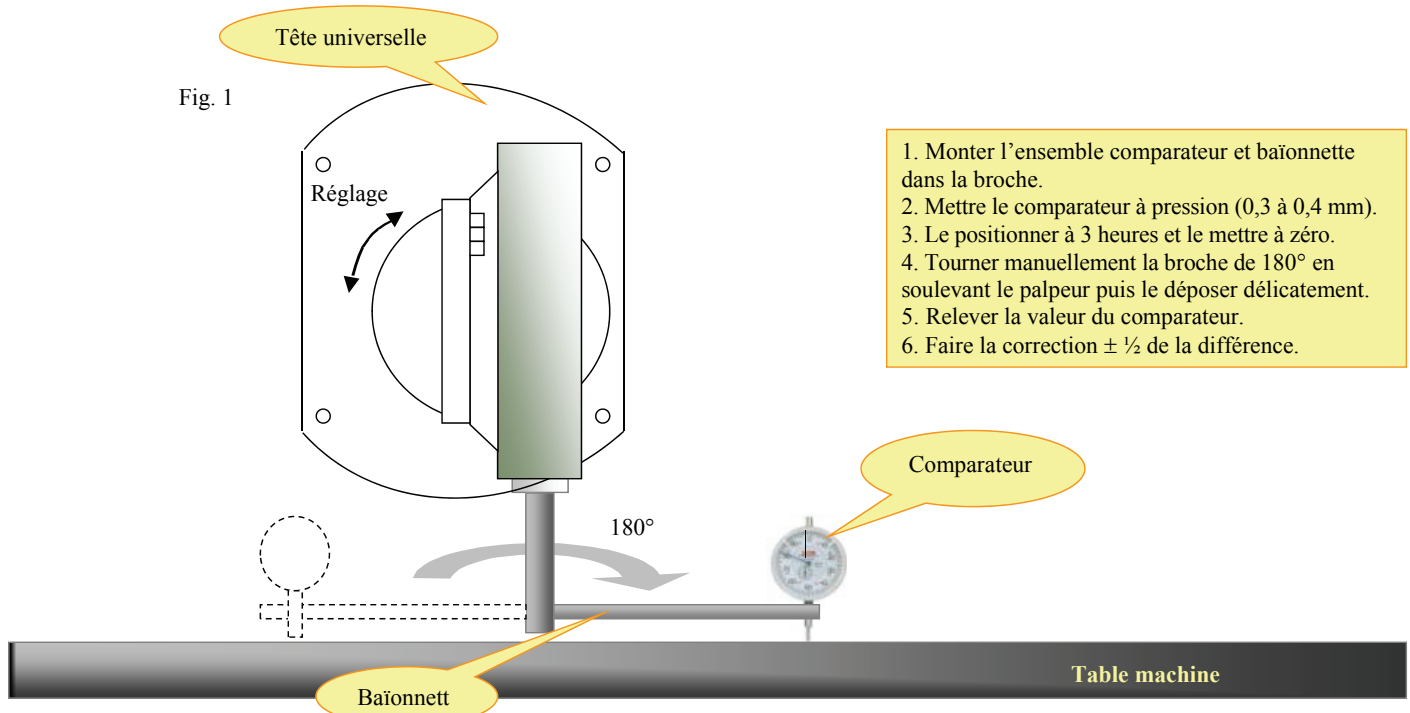 Tête universelle
Fig. 1
Réglage
1. Monter l’ensemble comparateur et baïonnette
dans la broche.
2. Mettre le comparateur à pression (0,3 à 0,4 mm).
3. Le positionner à 3 heures et le mettre à zéro.
4. Tourner manuellement la broche de 180° en
soulevant le palpeur puis le déposer délicatement.
5. Relever la valeur du comparateur.
6. Faire la correction ± ½ de la différence.
Comparateur
180°
Table machine
Baïonnett